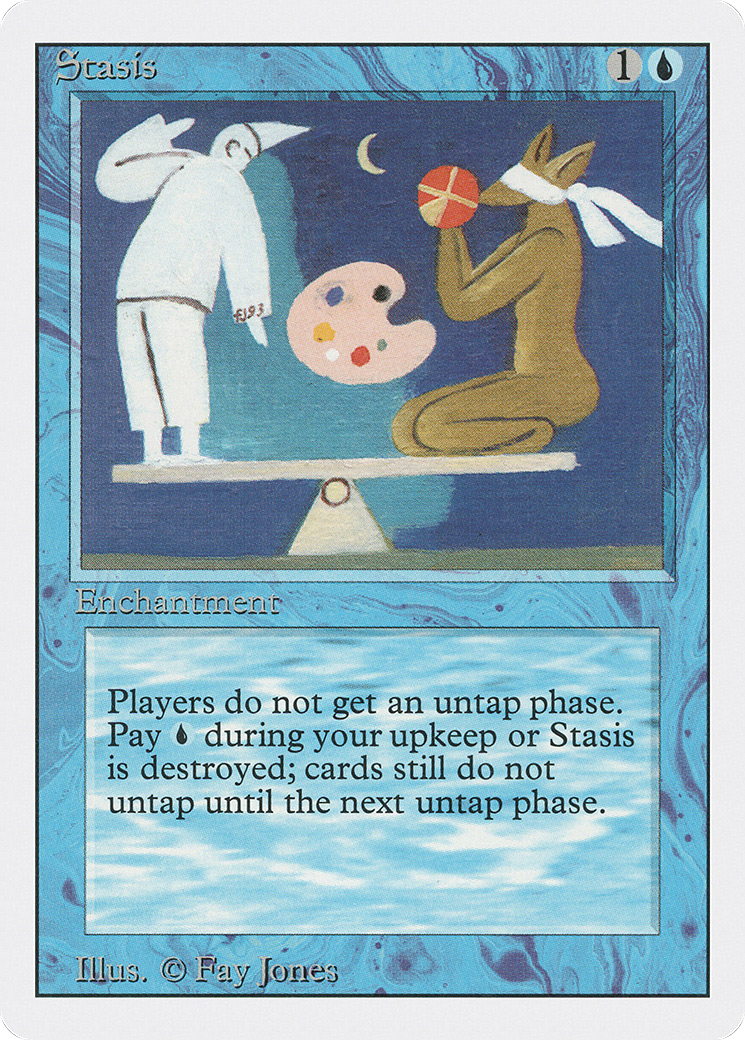 Stasis 1
fJ93
Enchantment
Players do not get an untap phase.
Pay during your upkeep or Stasis
is destroyed; cards still do not
untap until the next untap phase.
Illus. © Fay Jones